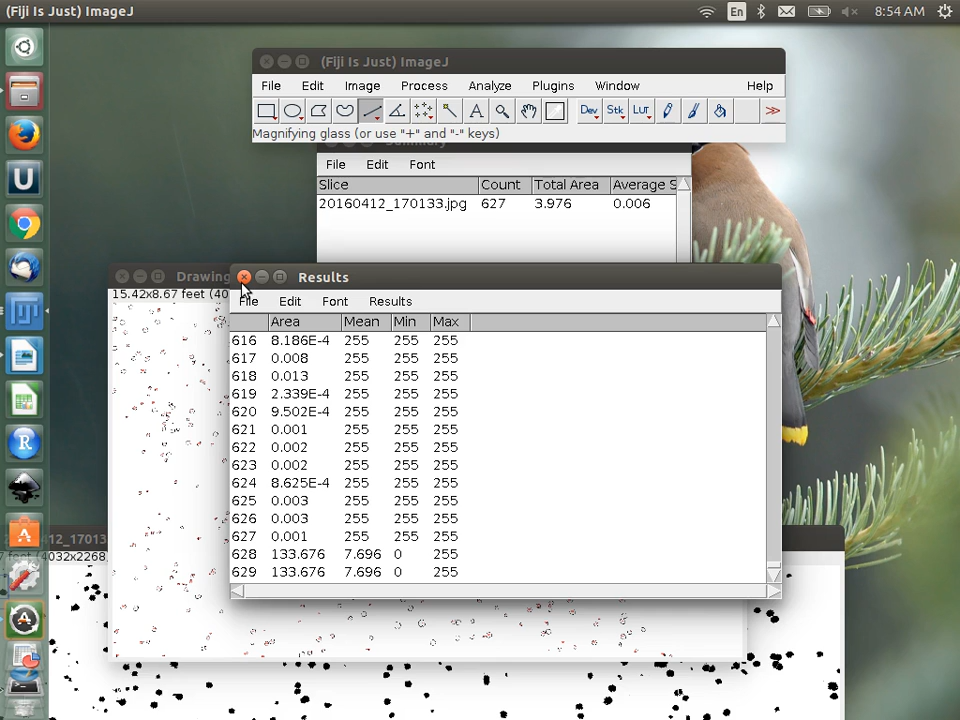 (Fiji Is Just) ImageJ
En
8:54 AM
(Fiji Is Just) ImageJ
File Edit Image Process Analyze Plugins Window Help
Dev Stk LUT
Magnifying glass (or use "+" and "-" keys)
Summary
File Edit Font
Slice Count Total Area Average S
20160412_170133.jpg 627 3.976 0.006
Drawing
15.42x8.67 feet (40
Results
File Edit Font Results
Area Mean Min Max
616 8.186E-4 255 255 255
617 0.008 255 255 255
618 0.013 255 255 255
619 2.339E-4 255 255 255
620 9.502E-4 255 255 255
621 0.001 255 255 255
622 0.002 255 255 255
623 0.002 255 255 255
624 8.625E-4 255 255 255
625 0.003 255 255 255
626 0.003 255 255 255
627 0.001 255 255 255
628 133.676 7.696 0 255
629 133.676 7.696 0 255
412_17013
7 feet (4032x2268)